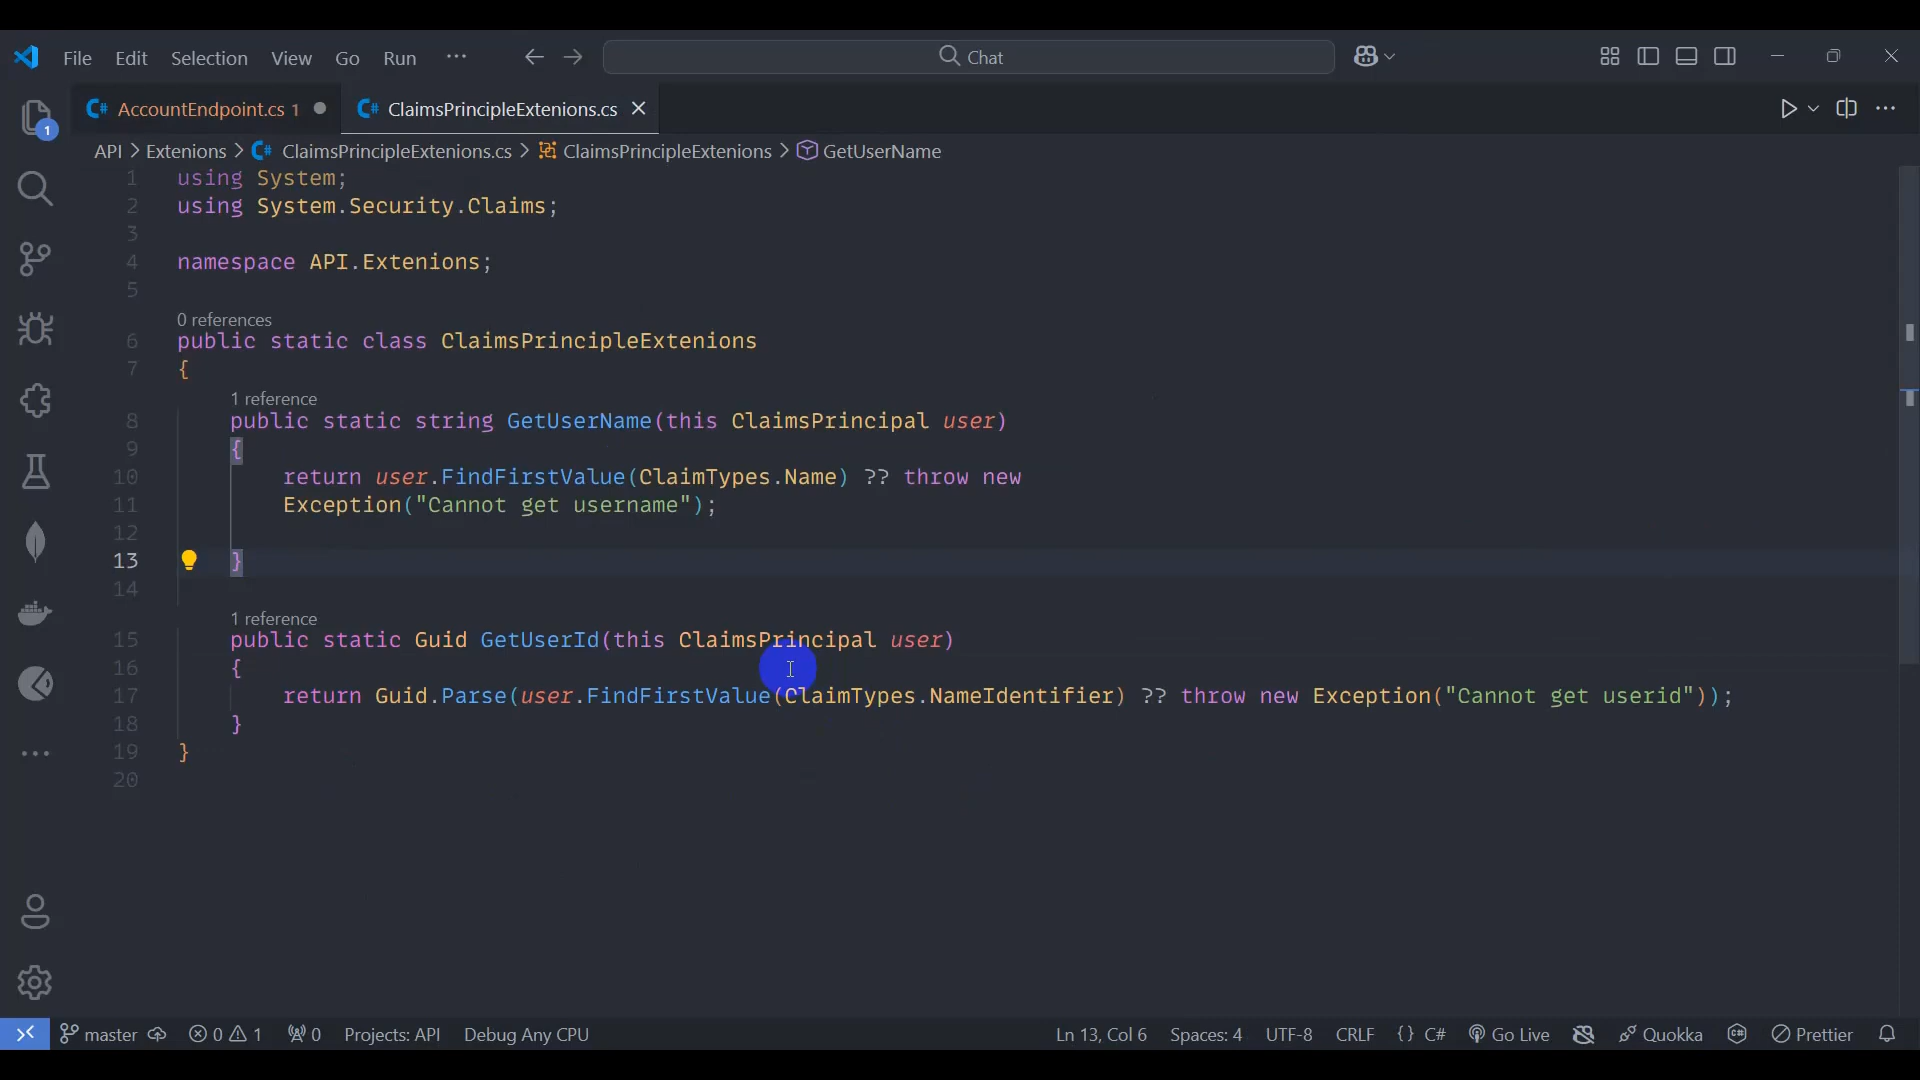 File Edit Selection View Go Run ··· Chat
AccountEndpoint.cs 1 ClaimsPrincipleExtenions.cs
API > Extenions > ClaimsPrincipleExtenions.cs > ClaimsPrincipleExtenions > GetUserName
1 using System;
2 using System.Security.Claims;
3
4 namespace API.Extenions;
5
0 references
6 public static class ClaimsPrincipleExtenions
7 {
1 reference
8 public static string GetUserName(this ClaimsPrincipal user)
9 {
10 return user.FindFirstValue(ClaimTypes.Name) ?? throw new
11 Exception("Cannot get username");
12
13 }
14
1 reference
15 public static Guid GetUserId(this ClaimsPrincipal user)
16 {
17 return Guid.Parse(user.FindFirstValue(ClaimTypes.NameIdentifier) ?? throw new Exception("Cannot get userid"));
18 }
19 }
20
1
master 0 1 0 Projects: API Debug Any CPU Ln 13, Col 6 Spaces: 4 UTF-8 CRLF {} C# Go Live Quokka Prettier